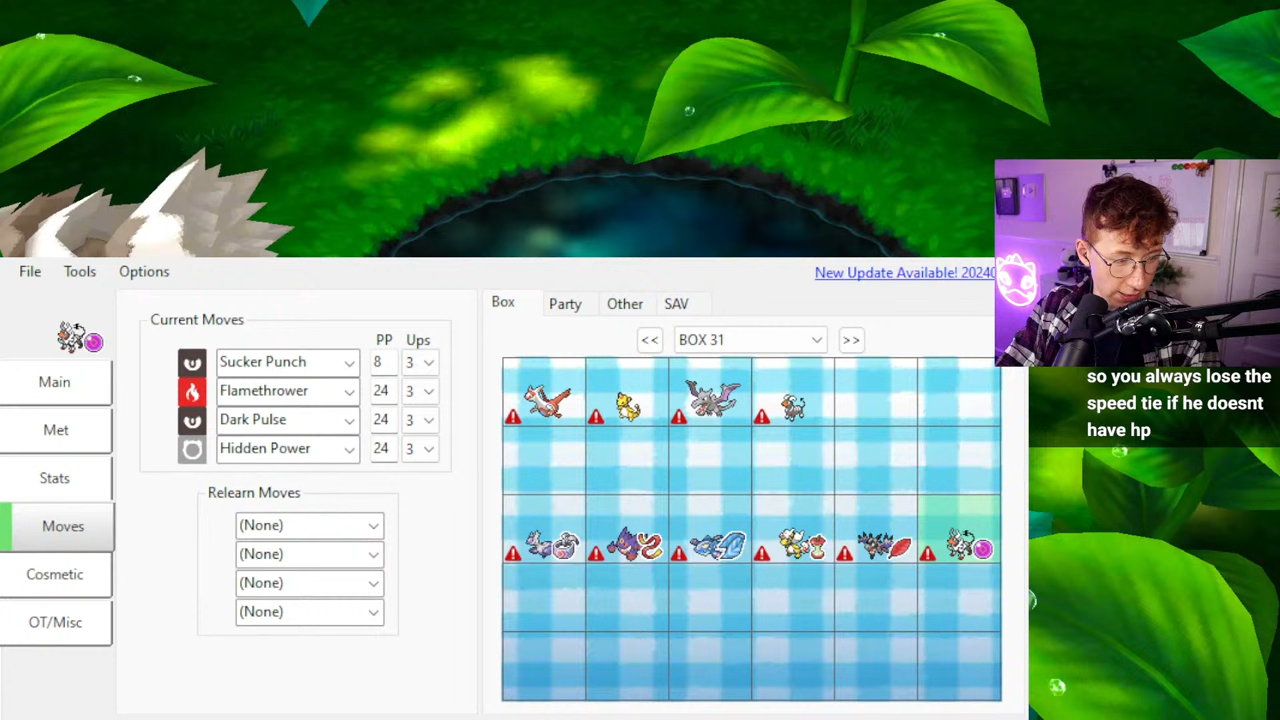 File Tools Options
New Update Available! 20240
Current Moves
PP Ups
Sucker Punch 8 3
Flamethrower 24 3
Dark Pulse 24 3
Hidden Power 24 3
Relearn Moves
(None)
(None)
(None)
(None)
Main
Met
Stats
Moves
Cosmetic
OT/Misc
Box Party Other SAV
<< BOX 31 >>
so you always lose the
speed tie if he doesnt
have hp